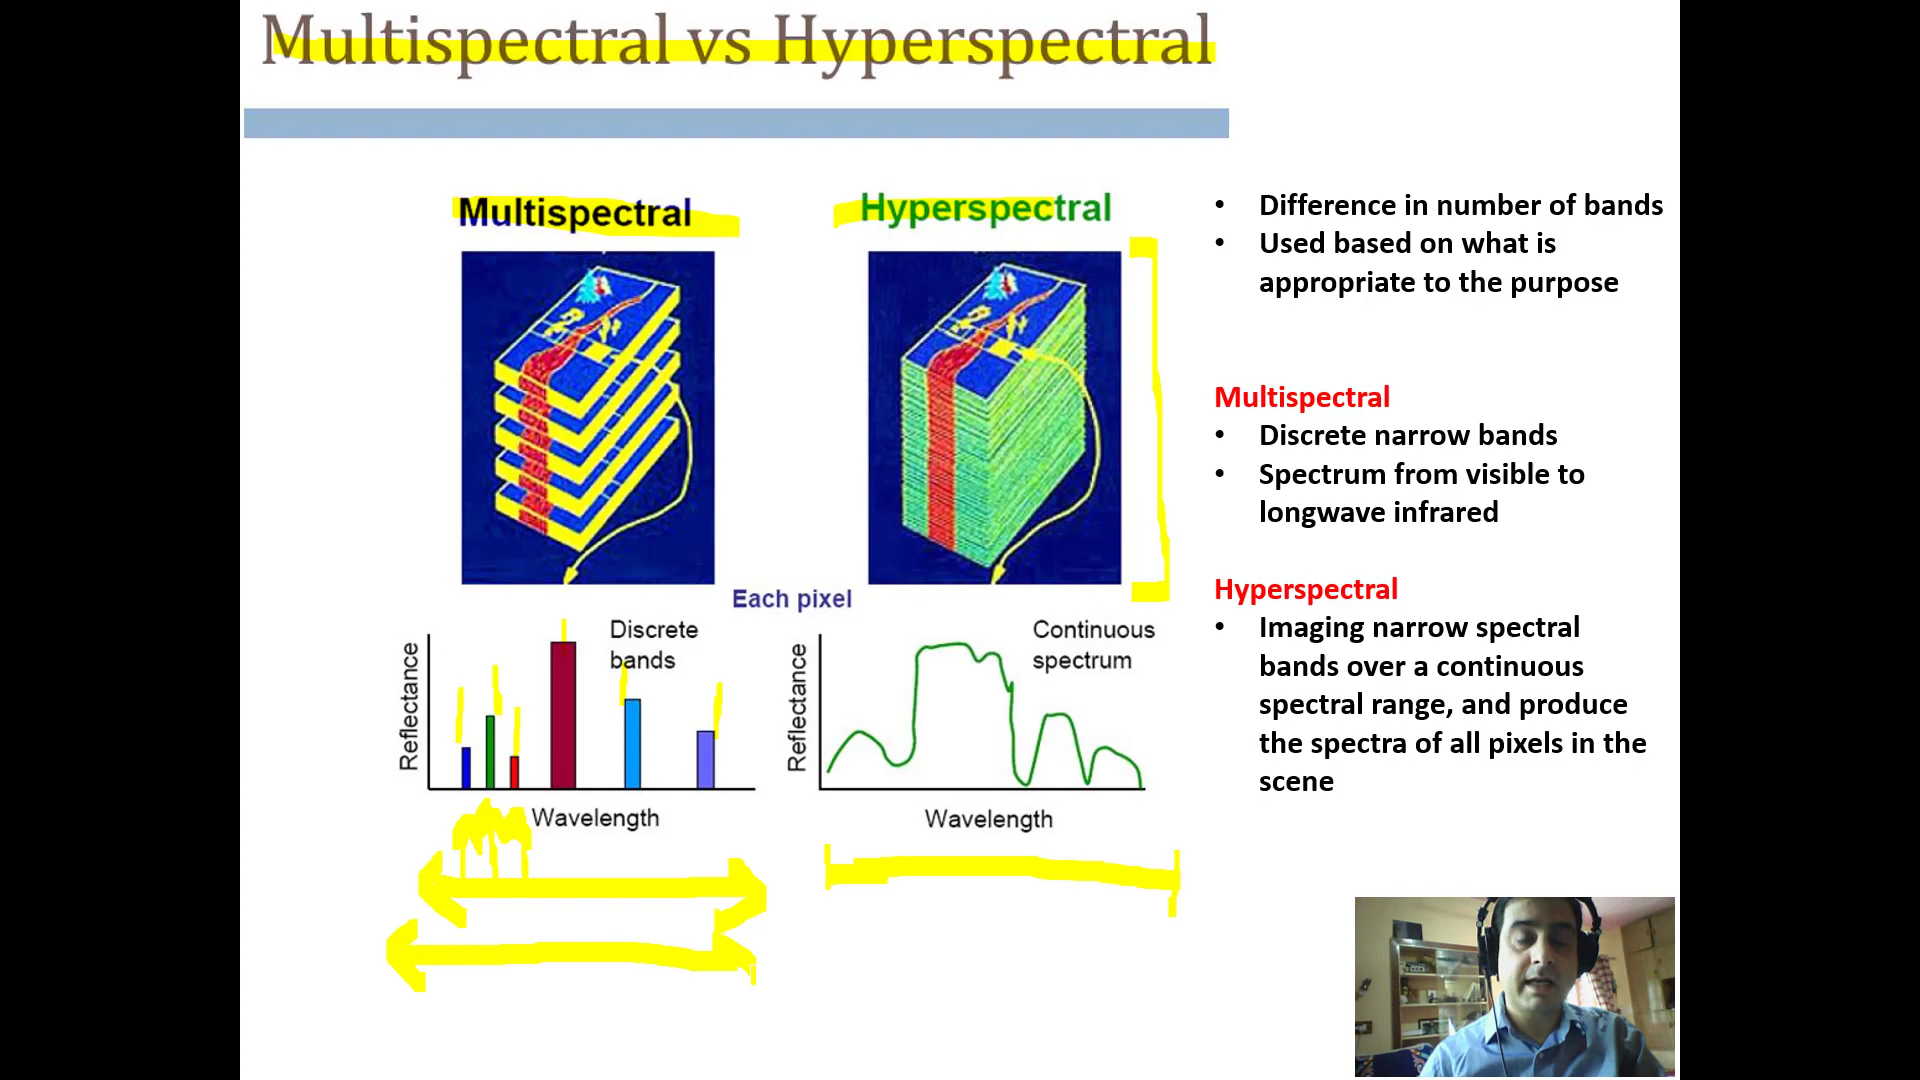 Multispectral vs Hyperspectral
Multispectral
Hyperspectral
Each pixel
Reflectance
Discrete
bands
Wavelength
Reflectance
Continuous
spectrum
Wavelength
• Difference in number of bands
• Used based on what is
appropriate to the purpose
Multispectral
• Discrete narrow bands
• Spectrum from visible to
longwave infrared
Hyperspectral
• Imaging narrow spectral
bands over a continuous
spectral range, and produce
the spectra of all pixels in the
scene